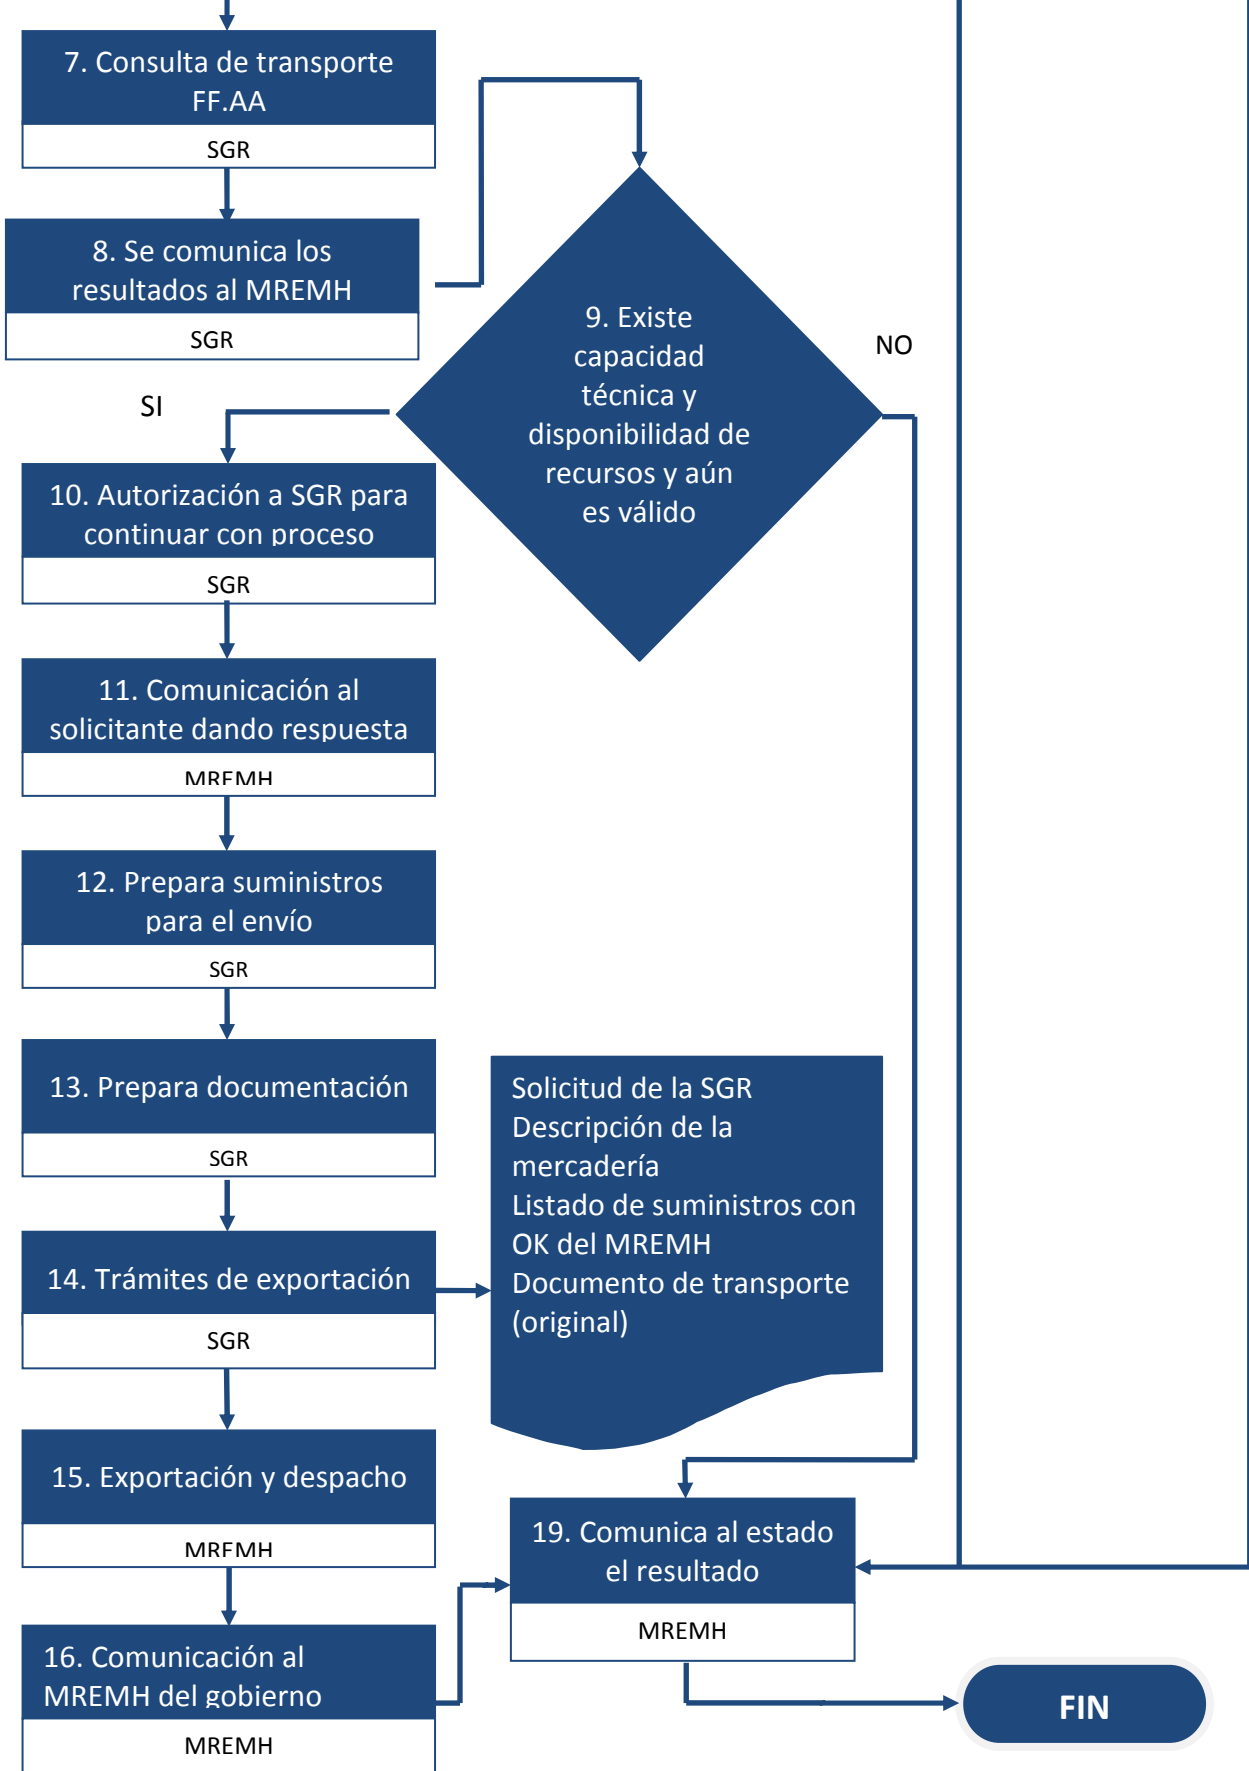 7. Consulta de transporte
FF.AA
SGR
8. Se comunica los
resultados al MREMH
SGR
9. Existe
capacidad
técnica y
disponibilidad de
recursos y aún
es válido
NO
SI
10. Autorización a SGR para
continuar con proceso
SGR
11. Comunicación al
solicitante dando respuesta
MREMH
12. Prepara suministros
para el envío
SGR
13. Prepara documentación
SGR
14. Trámites de exportación
SGR
Solicitud de la SGR
Descripción de la
mercadería
Listado de suministros con
OK del MREMH
Documento de transporte
(original)
15. Exportación y despacho
MREMH
19. Comunica al estado
el resultado
MREMH
16. Comunicación al
MREMH del gobierno
MREMH
FIN